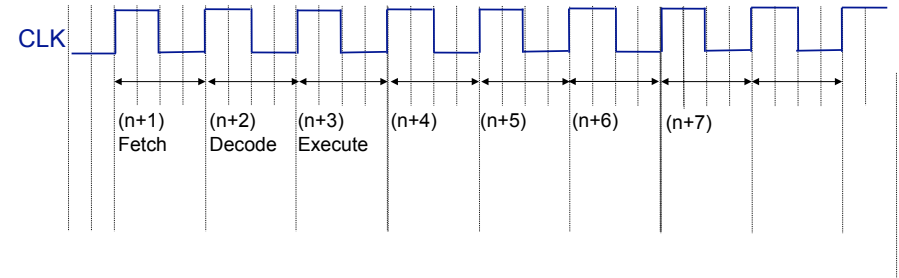 CLK
(n+1) (n+2) (n+3) (n+4) (n+5) (n+6) (n+7)
Fetch Decode Execute